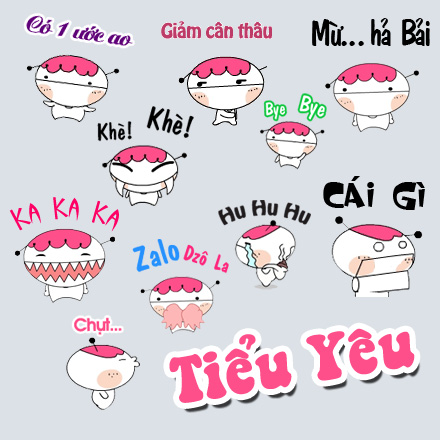 Có 1 ước ao
Giảm cân thâu
Mừ... hả Bải
Khè! Khè!
Bye Bye
KA KA KA
Zalo Dzô La
Hu Hu Hu
CÁI GÌ
Chụt...
Tiểu Yêu